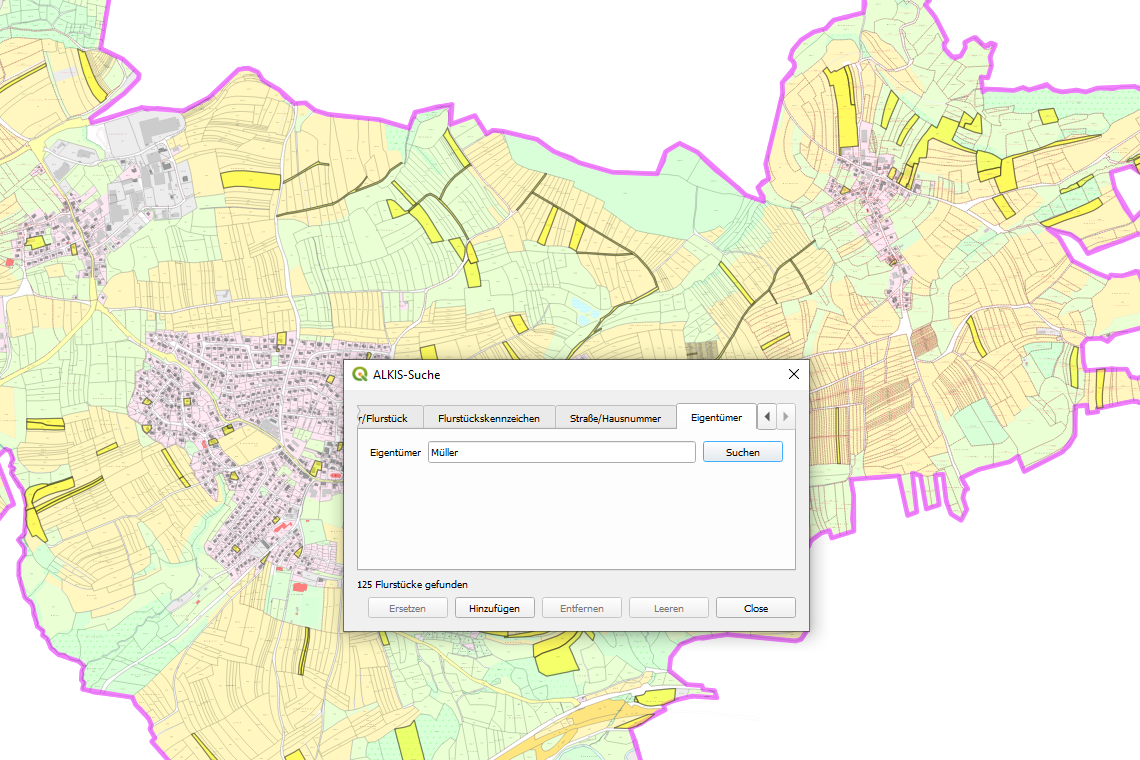 ALKIS-Suche
r/Flurstück
Flurstückskennzeichen
Straße/Hausnummer
Eigentümer
Eigentümer
Müller
Suchen
125 Flurstücke gefunden
Ersetzen
Hinzufügen
Entfernen
Leeren
Close